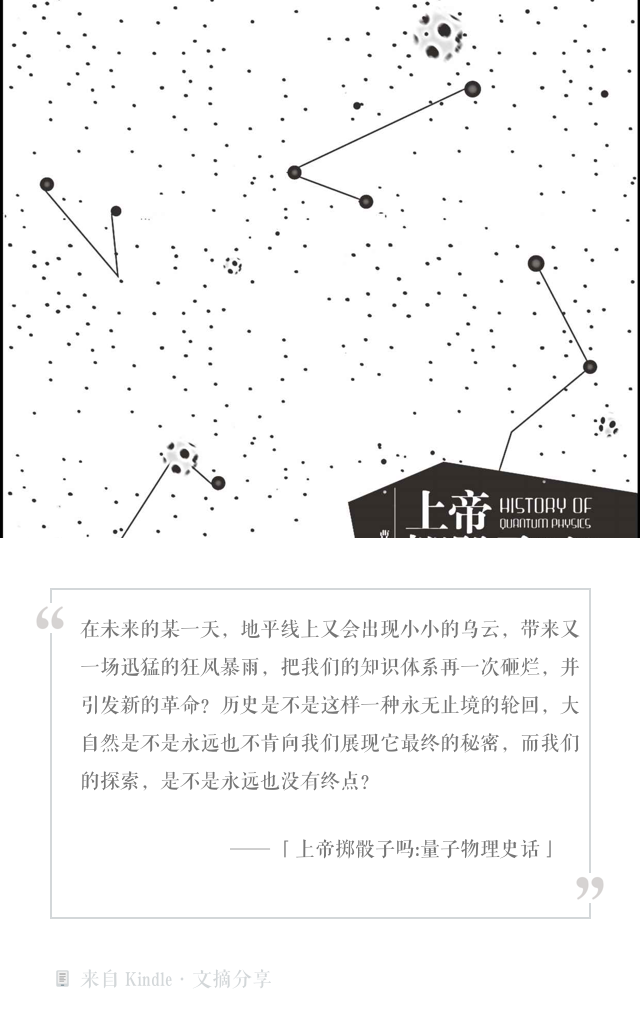 上帝
HISTORY OF
QUANTUM PHYSICS
在未来的某一天，地平线上又会出现小小的乌云，带来又
一场迅猛的狂风暴雨，把我们的知识体系再一次砸烂，并
引发新的革命？历史是不是这样一种永无止境的轮回，大
自然是不是永远也不肯向我们展现它最终的秘密，而我们
的探索，是不是永远也没有终点？
——「上帝掷骰子吗:量子物理史话」
来自 Kindle · 文摘分享